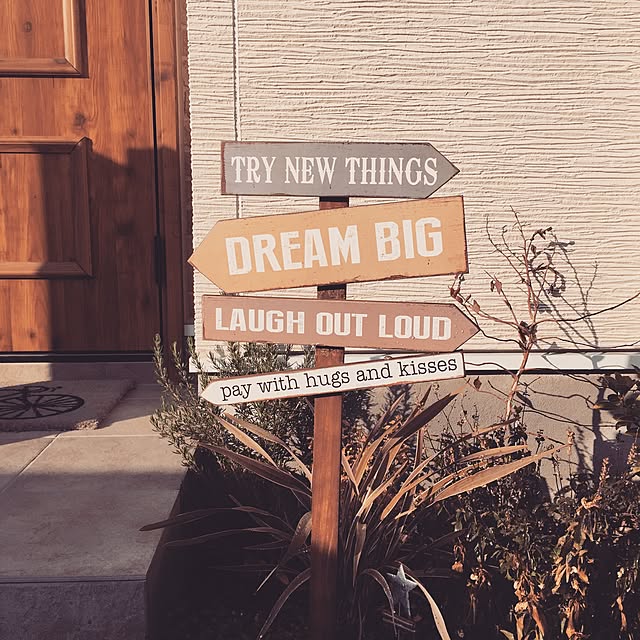 TRY NEW THINGS
DREAM BIG
LAUGH OUT LOUD
pay with hugs and kisses